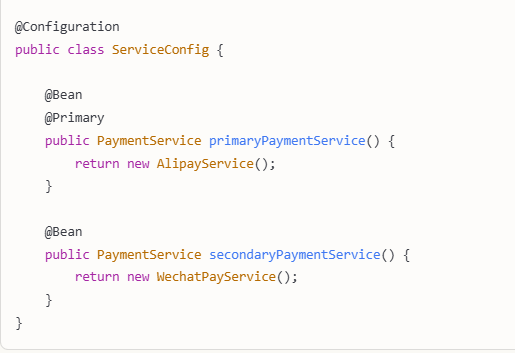 @Configuration
public class ServiceConfig {
    @Bean
    @Primary
    public PaymentService primaryPaymentService() {
        return new AlipayService();
    }
    @Bean
    public PaymentService secondaryPaymentService() {
        return new WechatPayService();
    }
}